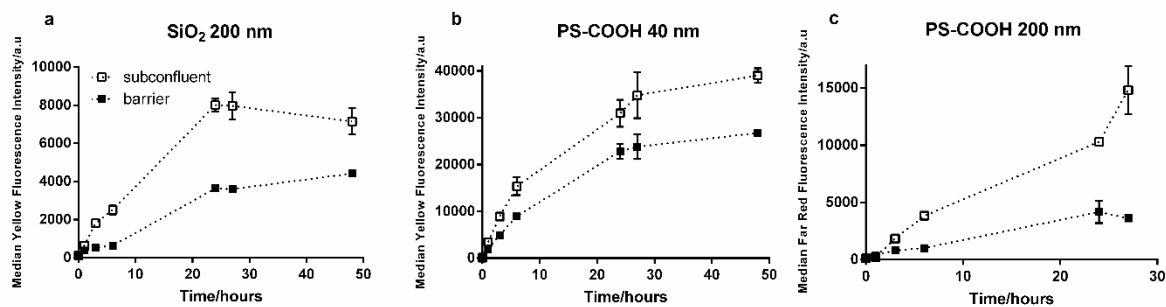 a
SiO2 200 nm
Median Yellow Fluorescence Intensity/a.u
10000
8000
6000
4000
2000
0
subconfluent
barrier
0 10 20 30 40 50
Time/hours
b
PS-COOH 40 nm
Median Yellow Fluorescence Intensity/a.u
40000
30000
20000
10000
0
0 10 20 30 40 50
Time/hours
c
PS-COOH 200 nm
Median Far Red Fluorescence Intensity/a.u
15000
10000
5000
0
0 10 20 30
Time/hours